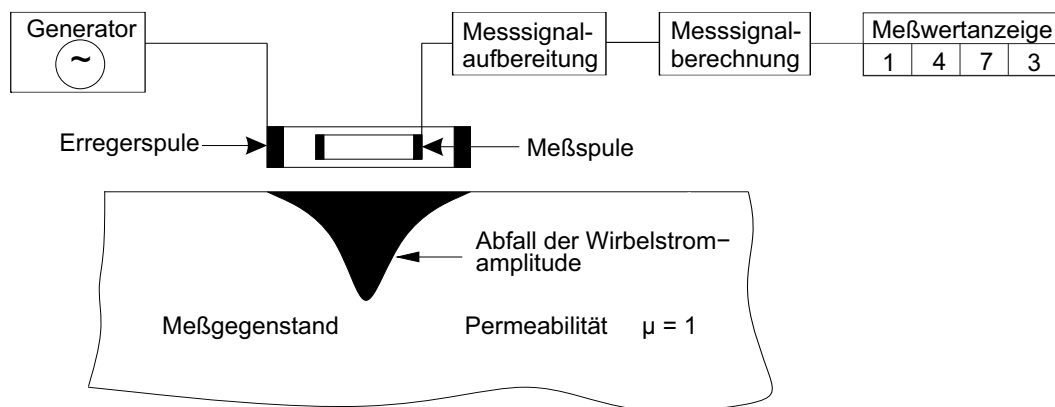 Generator
~
Messsignal-
aufbereitung
Messsignal-
berechnung
Meßwertanzeige
1 4 7 3
Erregerspule
Meßspule
Abfall der Wirbelstrom-
amplitude
Meßgegenstand
Permeabilität µ = 1